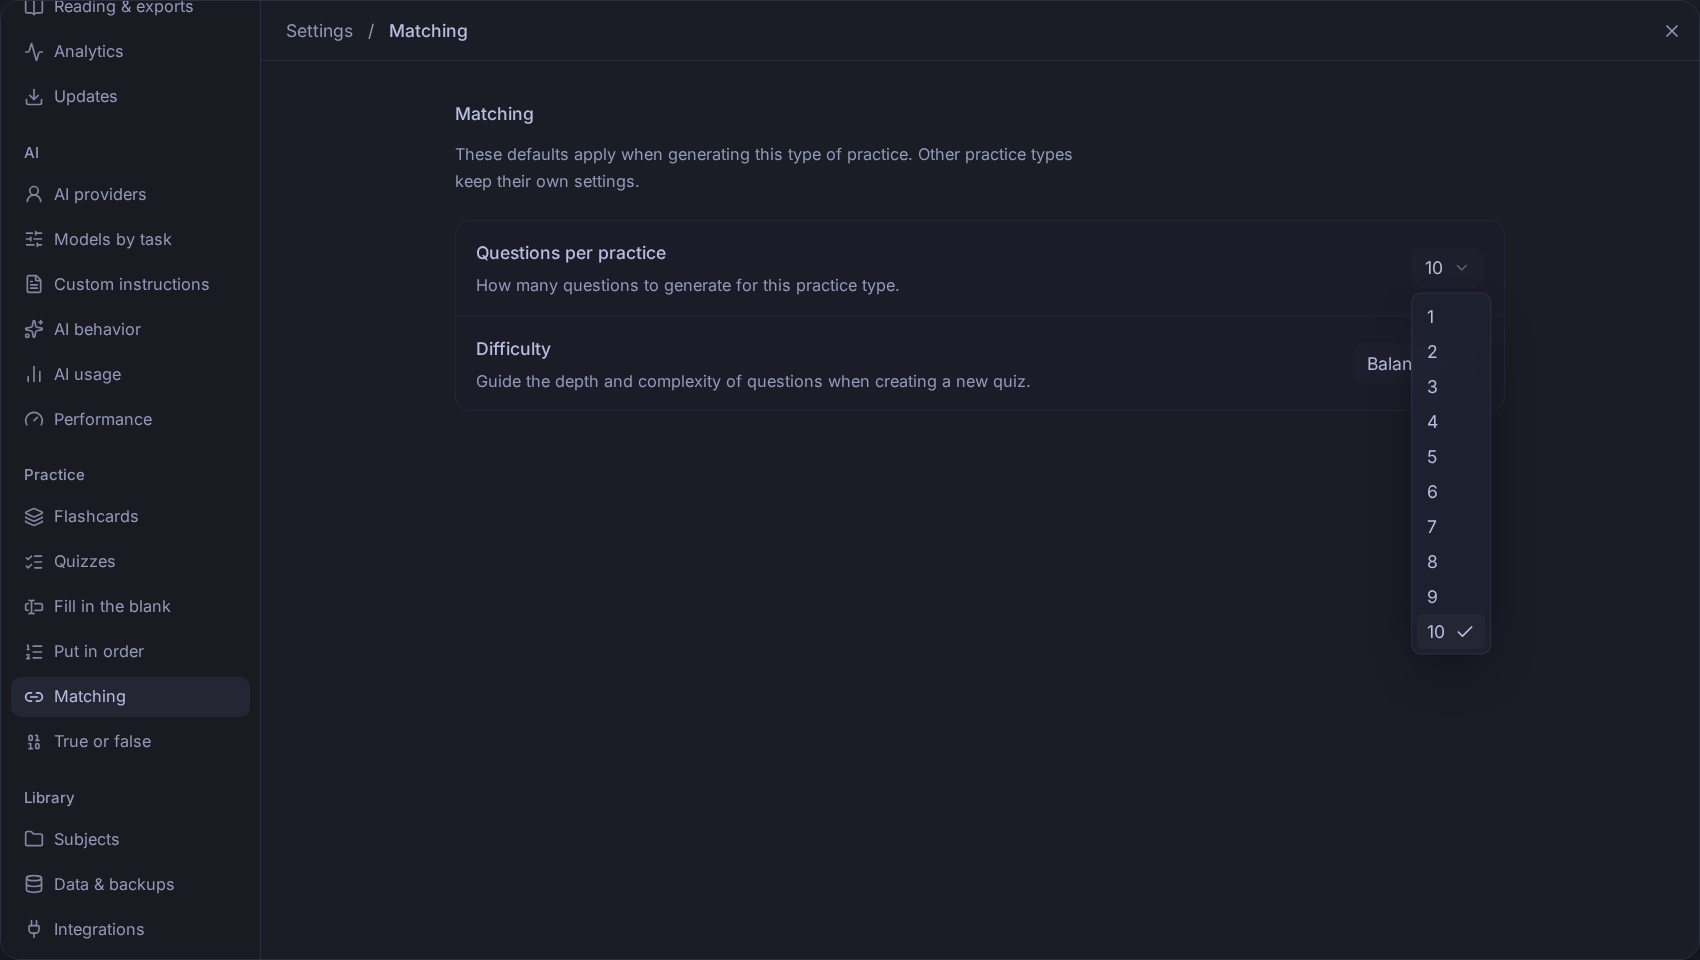 Reading & exports
Analytics
Updates
AI
AI providers
Models by task
Custom instructions
AI behavior
AI usage
Performance
Practice
Flashcards
Quizzes
Fill in the blank
Put in order
Matching
True or false
Library
Subjects
Data & backups
Integrations
Settings / Matching
Matching
These defaults apply when generating this type of practice. Other practice types
keep their own settings.
Questions per practice
How many questions to generate for this practice type.
10
Difficulty
Guide the depth and complexity of questions when creating a new quiz.
Balan
1
2
3
4
5
6
7
8
9
10